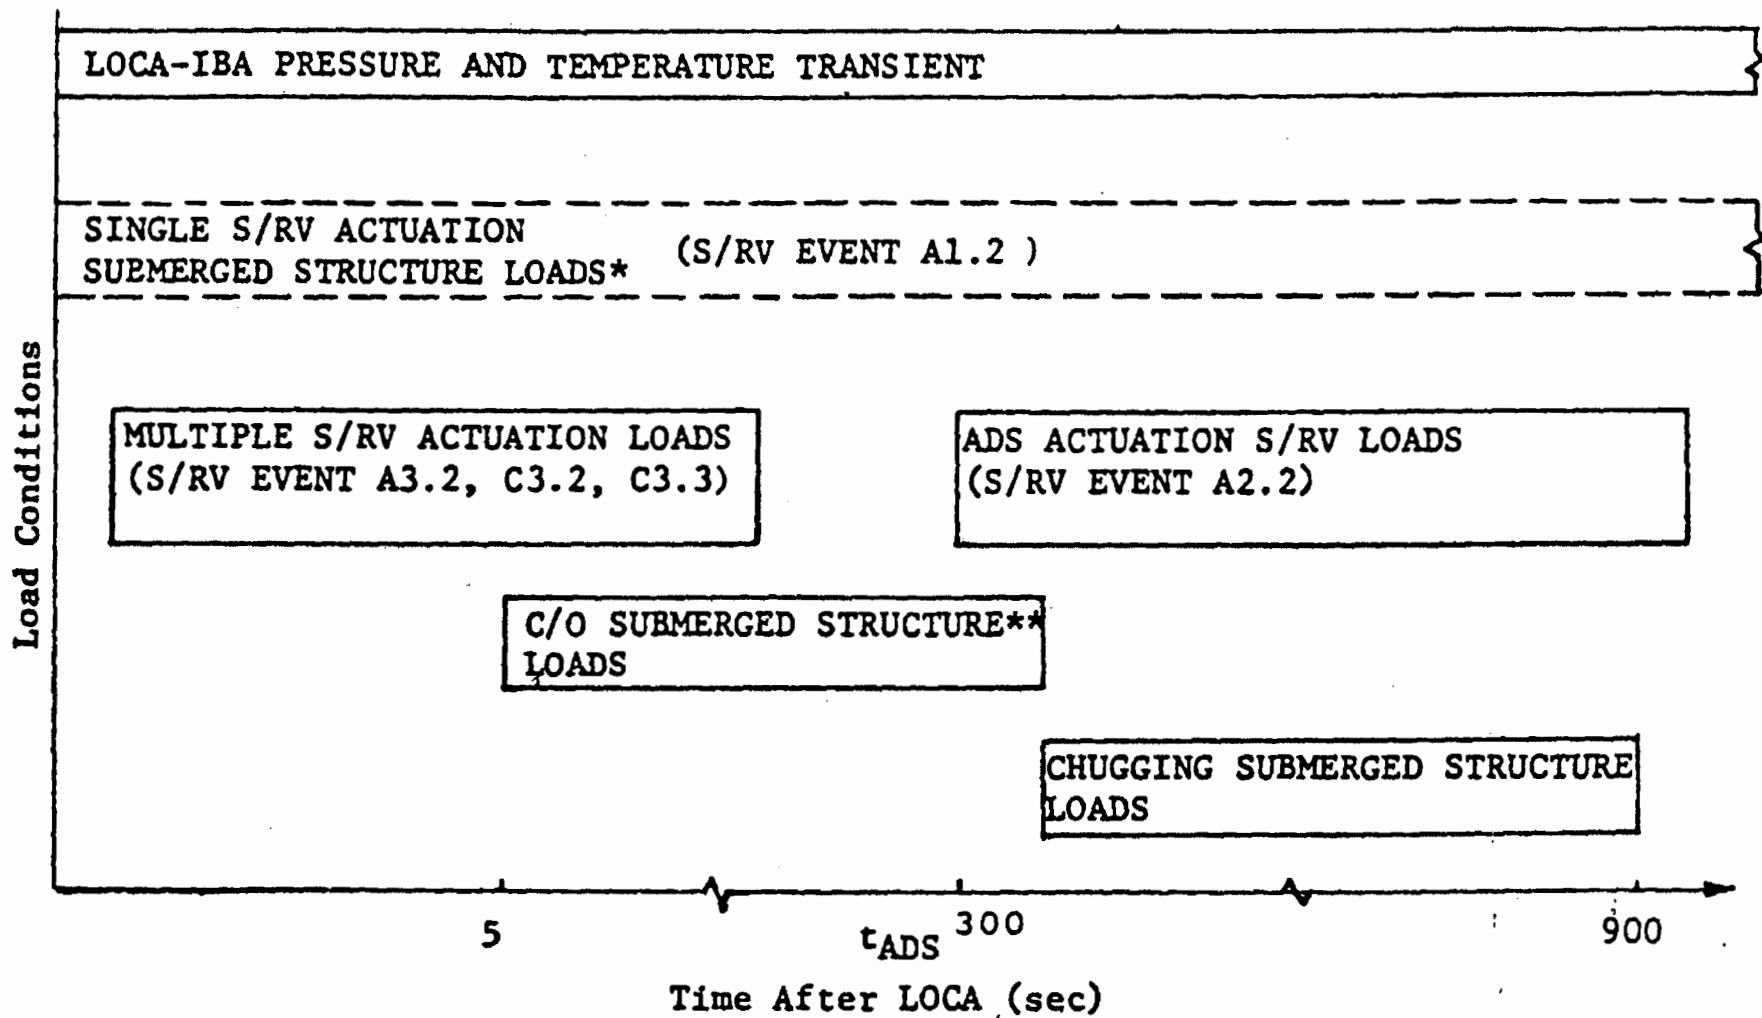 LOCA-IBA PRESSURE AND TEMPERATURE TRANSIENT
SINGLE S/RV ACTUATION
SUBMERGED STRUCTURE LOADS* (S/RV EVENT A1.2 )
MULTIPLE S/RV ACTUATION LOADS
(S/RV EVENT A3.2, C3.2, C3.3)
ADS ACTUATION S/RV LOADS
(S/RV EVENT A2.2)
C/O SUBMERGED STRUCTURE**
LOADS
CHUGGING SUBMERGED STRUCTURE
LOADS
Load Conditions
5 tADS 300 900
Time After LOCA (sec)